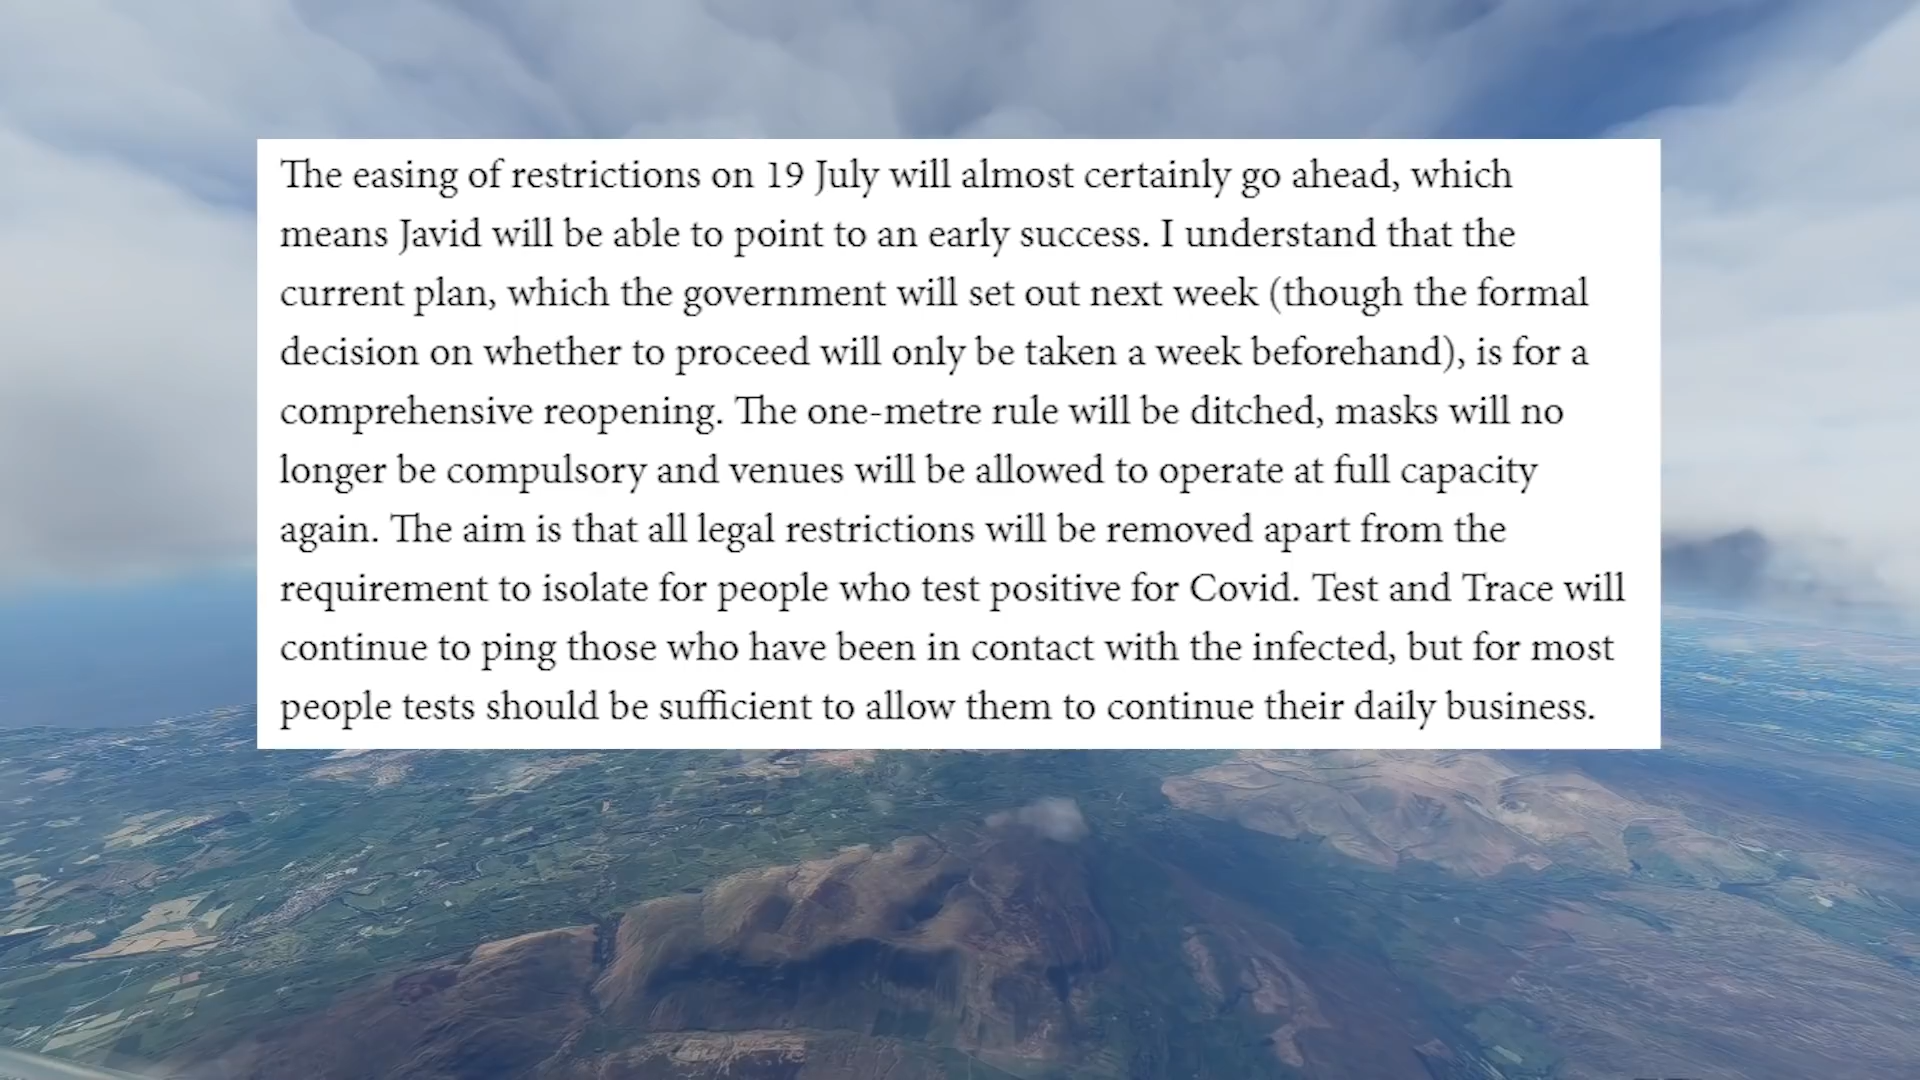 The easing of restrictions on 19 July will almost certainly go ahead, which
means Javid will be able to point to an early success. I understand that the
current plan, which the government will set out next week (though the formal
decision on whether to proceed will only be taken a week beforehand), is for a
comprehensive reopening. The one-metre rule will be ditched, masks will no
longer be compulsory and venues will be allowed to operate at full capacity
again. The aim is that all legal restrictions will be removed apart from the
requirement to isolate for people who test positive for Covid. Test and Trace will
continue to ping those who have been in contact with the infected, but for most
people tests should be sufficient to allow them to continue their daily business.